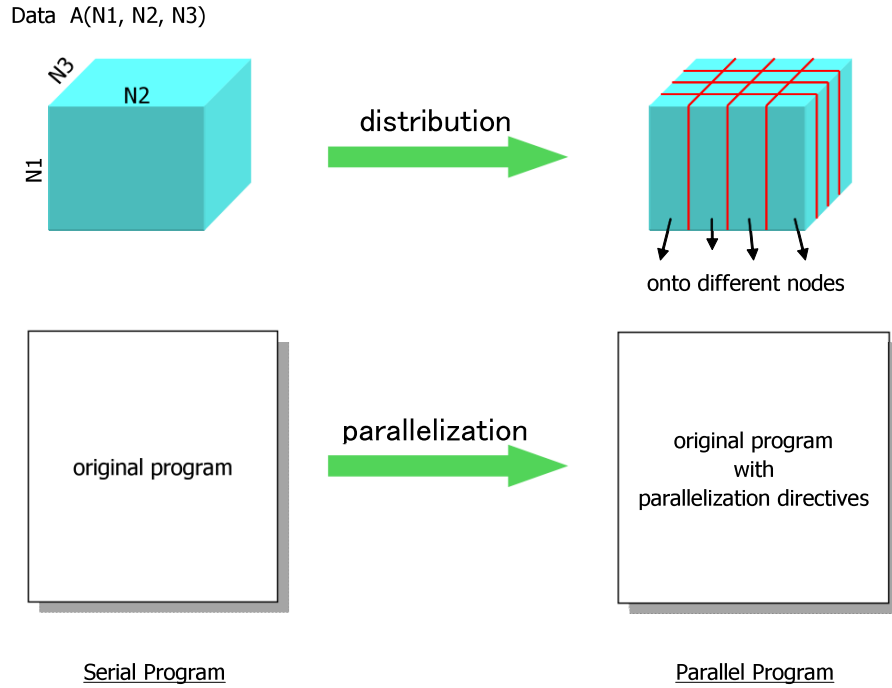 Data A(N1, N2, N3)
N3
N2
N1
distribution
onto different nodes
original program
parallelization
original program
with
parallelization directives
Serial Program
Parallel Program